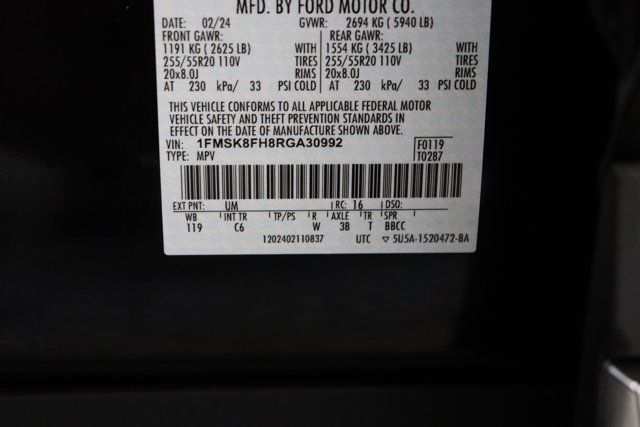 MFD. BY FORD MOTOR CO.
DATE: 02/24 GVWR: 2694 KG ( 5940 LB)
FRONT GAWR: REAR GAWR:
1191 KG ( 2625 LB) WITH 1554 KG ( 3425 LB) WITH
255/55R20 110V TIRES 255/55R20 110V TIRES
20x8.0J RIMS 20x8.0J RIMS
AT 230 kPa/ 33 PSI COLD AT 230 kPa/ 33 PSI COLD
THIS VEHICLE CONFORMS TO ALL APPLICABLE FEDERAL MOTOR
VEHICLE SAFETY AND THEFT PREVENTION STANDARDS IN
EFFECT ON THE DATE OF MANUFACTURE SHOWN ABOVE.
VIN: 1FMSK8FH8RGA30992 F0119
TYPE: MPV T0287
EXT PNT: UM RC: 16 DSO:
WB INT TR TP/PS R AXLE TR SPR
119 C6 W 3B T BBCC
1202402110837 UTC ▽ 5U5A-1520472-BA